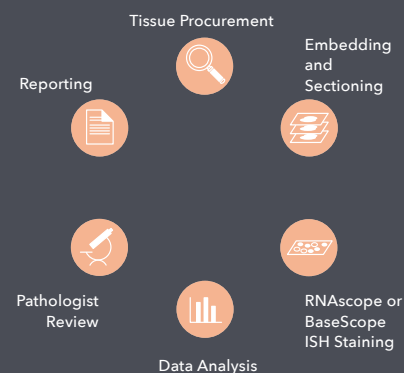 Tissue Procurement
Embedding
and
Sectioning
RNAscope or
BaseScope
ISH Staining
Data Analysis
Pathologist
Review
Reporting